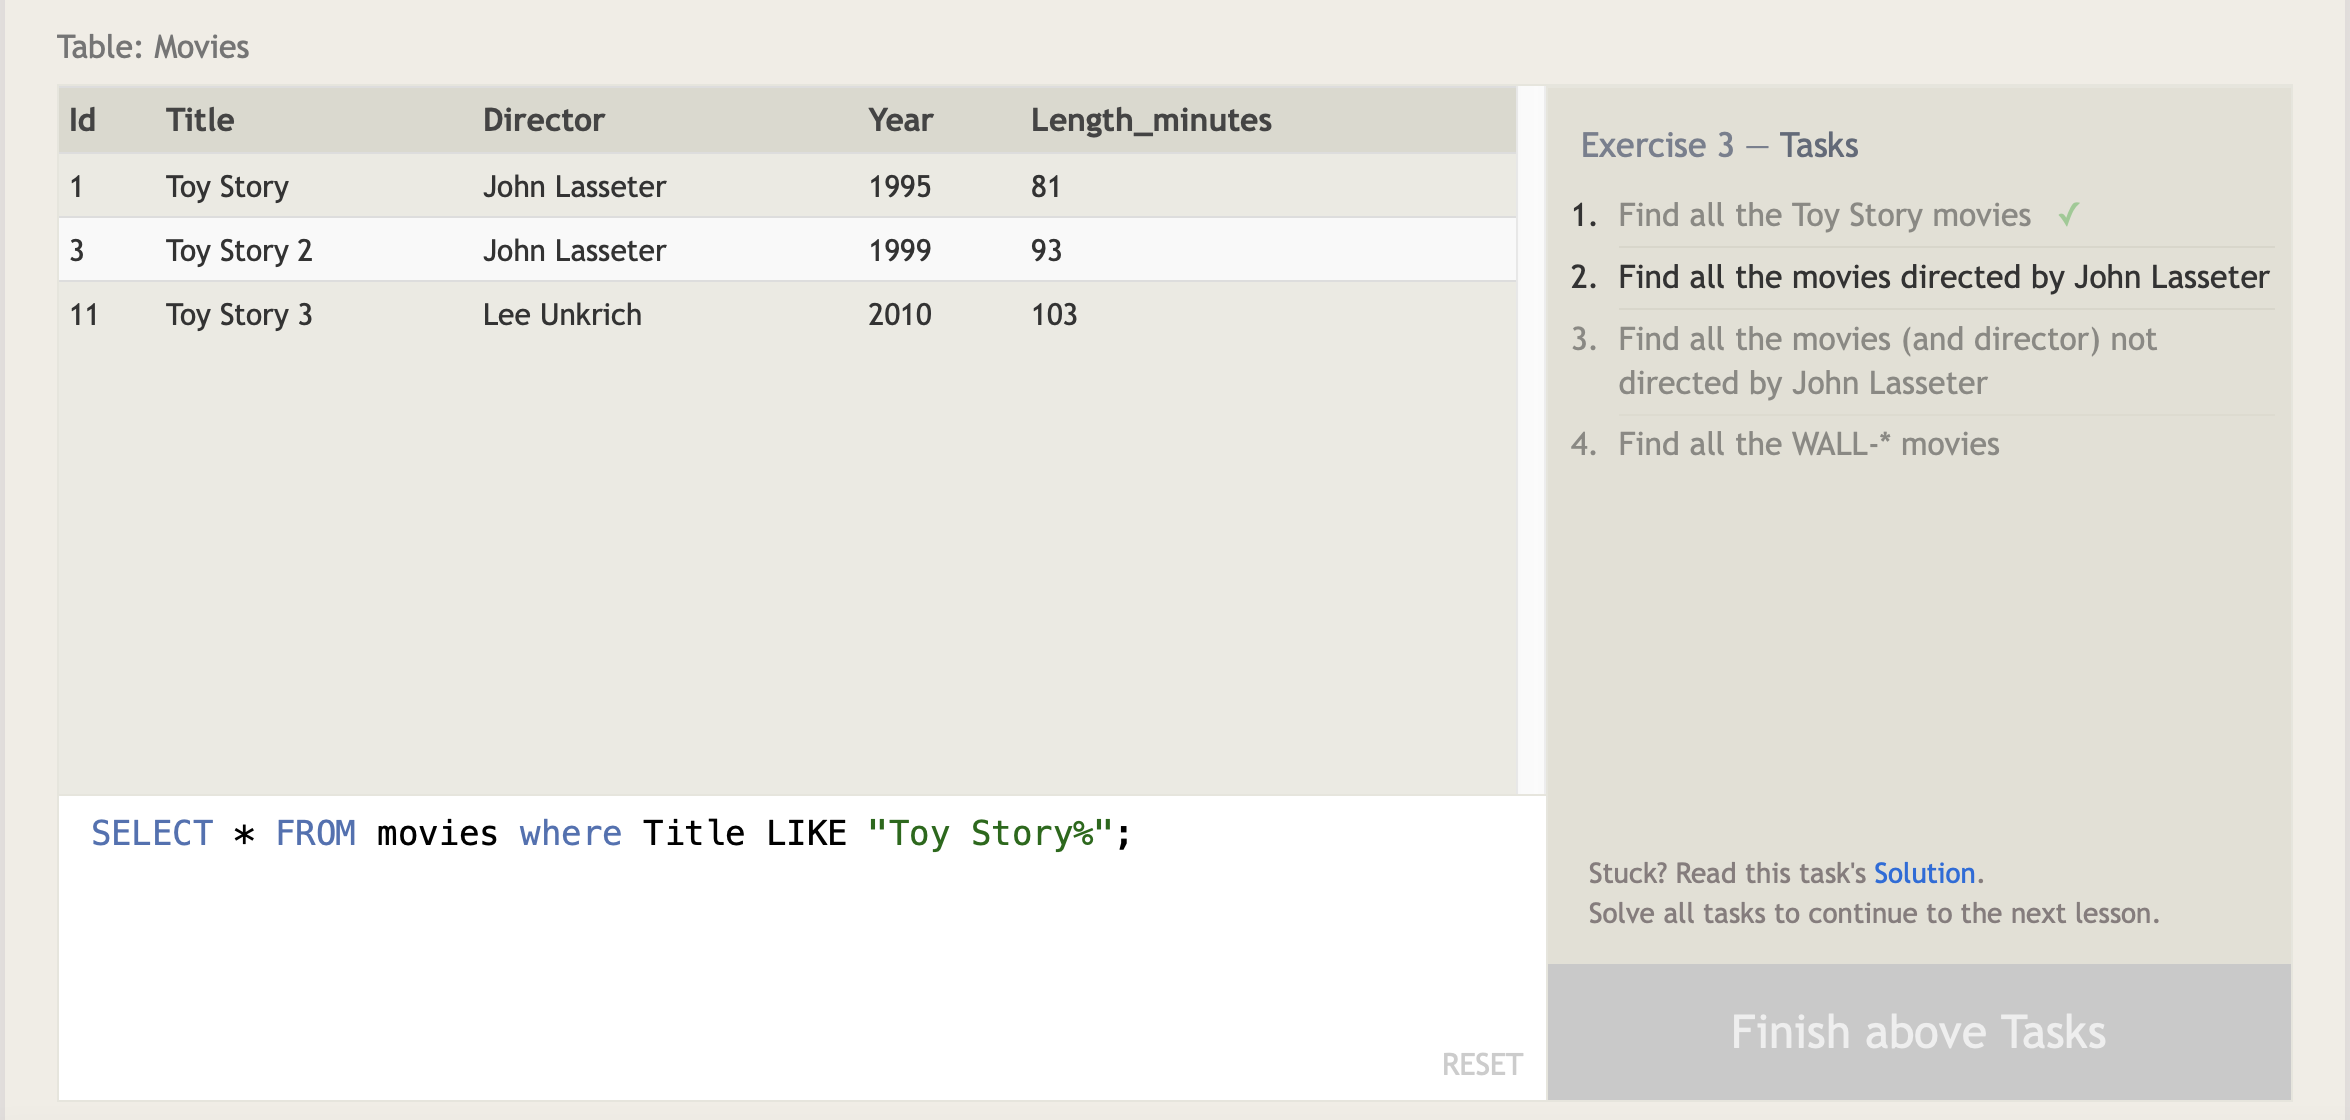 Table: Movies
Id Title Director Year Length_minutes
1 Toy Story John Lasseter 1995 81
3 Toy Story 2 John Lasseter 1999 93
11 Toy Story 3 Lee Unkrich 2010 103
SELECT * FROM movies where Title LIKE "Toy Story%";
RESET
Exercise 3 — Tasks
1. Find all the Toy Story movies ✓
2. Find all the movies directed by John Lasseter
3. Find all the movies (and director) not
directed by John Lasseter
4. Find all the WALL-* movies
Stuck? Read this task's Solution.
Solve all tasks to continue to the next lesson.
Finish above Tasks